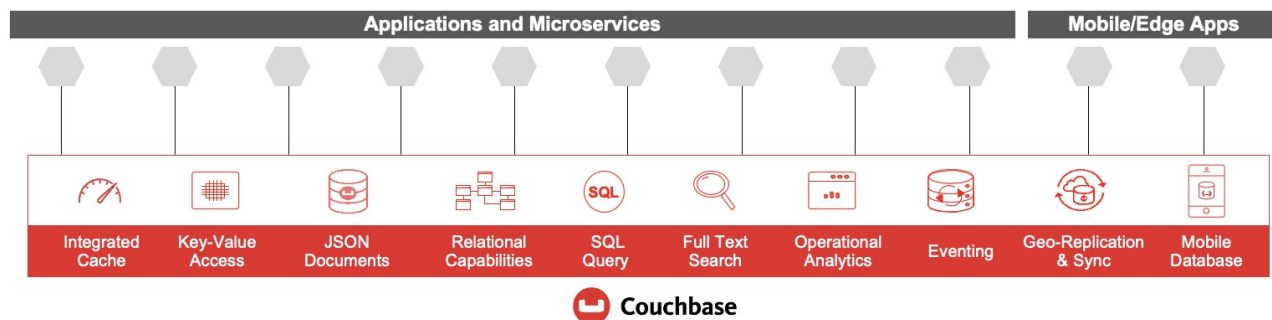 Applications and Microservices
Mobile/Edge Apps
SQL
Integrated
Cache
Key-Value
Access
JSON
Documents
Relational
Capabilities
SQL
Query
Full Text
Search
Operational
Analytics
Eventing
Geo-Replication
& Sync
Mobile
Database
Couchbase